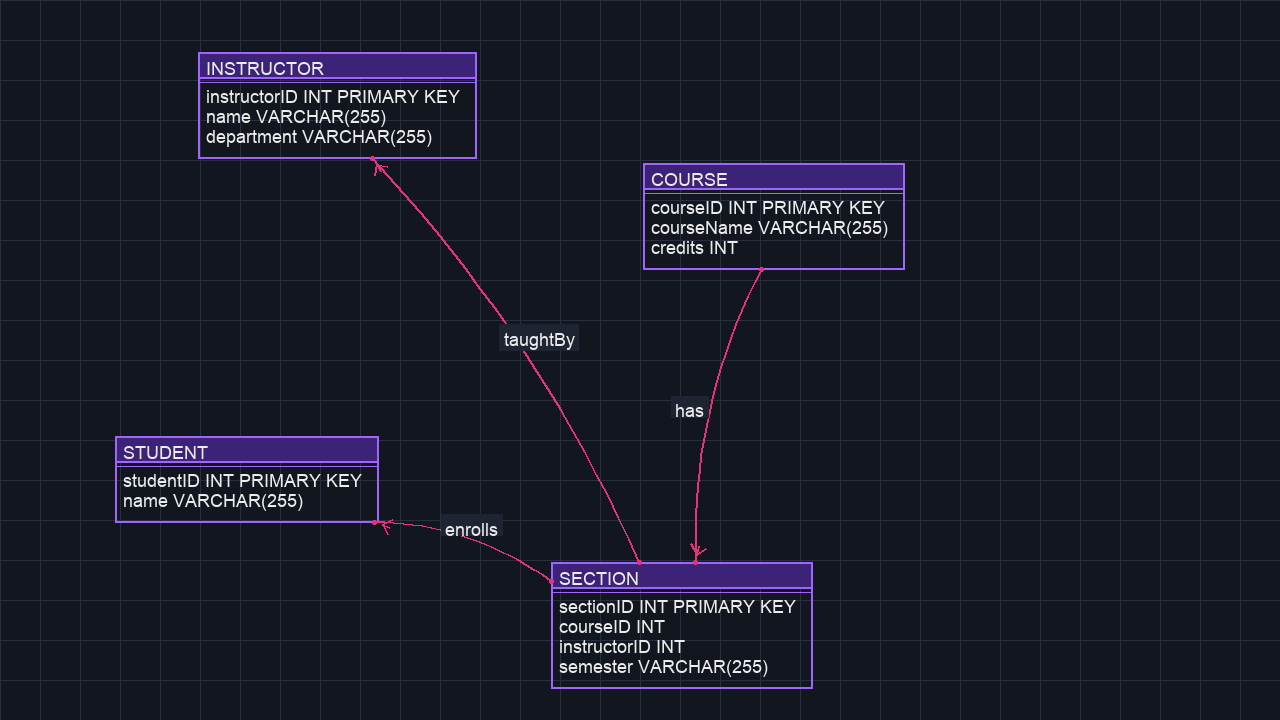 INSTRUCTOR
instructorID INT PRIMARY KEY
name VARCHAR(255)
department VARCHAR(255)
COURSE
courseID INT PRIMARY KEY
courseName VARCHAR(255)
credits INT
taughtBy
has
STUDENT
studentID INT PRIMARY KEY
name VARCHAR(255)
enrolls
SECTION
sectionID INT PRIMARY KEY
courseID INT
instructorID INT
semester VARCHAR(255)